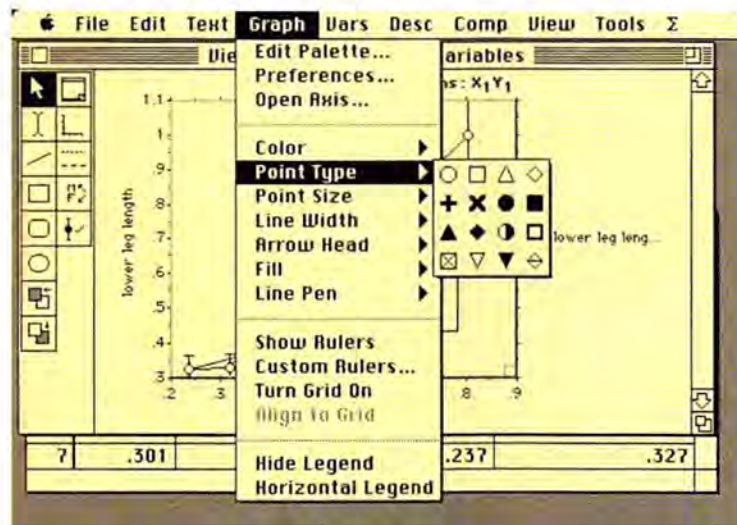 File Edit Text Graph Vars Desc Comp View Tools Σ
Vie
ariables
ns: X₁Y₁
Edit Palette...
Preferences...
Open Axis...
Color
Point Type
Point Size
Line Width
Arrow Head
Fill
Line Pen
Show Rulers
Custom Rulers...
Turn Grid On
Align to Grid
Hide Legend
Horizontal Legend
lower leg length
1.1
1
.9
.8
.7
.6
.5
.4
.3
.2 .3 .8 .9
lower leg leng...
7 .301 .237 .327